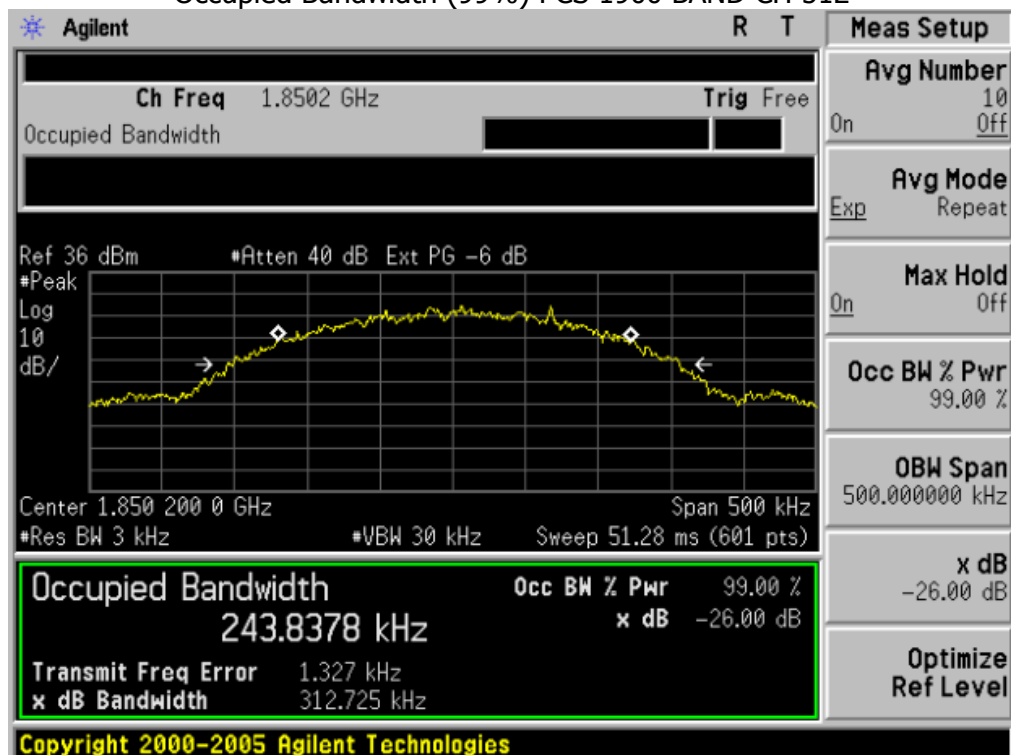 Occupied Bandwidth (99%) PCS 1900 BAND CH 512
Agilent R T
Ch Freq 1.8502 GHz Trig Free
Occupied Bandwidth
Ref 36 dBm #Atten 40 dB Ext PG -6 dB
#Peak
Log
10
dB/
Center 1.850 200 0 GHz Span 500 kHz
#Res BW 3 kHz #VBW 30 kHz Sweep 51.28 ms (601 pts)
Occupied Bandwidth Occ BW % Pwr 99.00 %
243.8378 kHz x dB -26.00 dB
Transmit Freq Error 1.327 kHz
x dB Bandwidth 312.725 kHz
Copyright 2000-2005 Agilent Technologies
Meas Setup
Avg Number
10
On Off
Avg Mode
Exp Repeat
Max Hold
On Off
Occ BW % Pwr
99.00 %
OBW Span
500.000000 kHz
x dB
-26.00 dB
Optimize
Ref Level